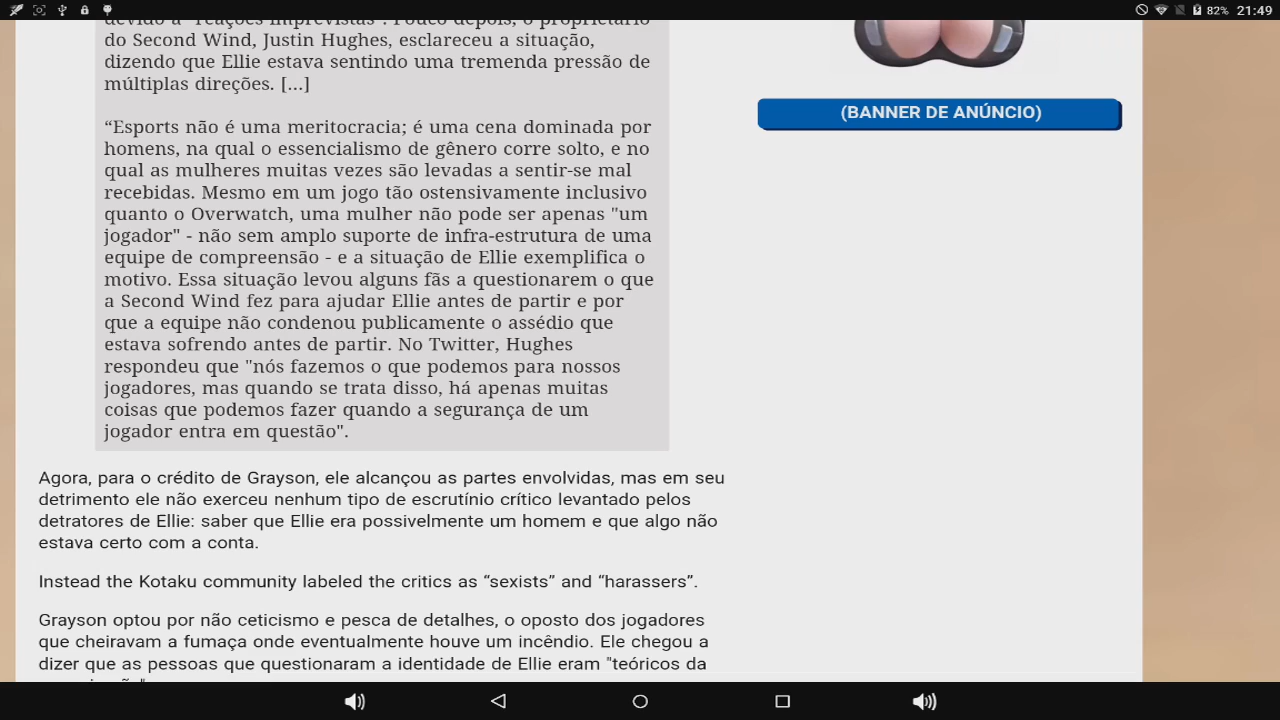 82% 21:49
devido a "reações imprevistas". Pouco depois, o proprietário
do Second Wind, Justin Hughes, esclareceu a situação,
dizendo que Ellie estava sentindo uma tremenda pressão de
múltiplas direções. [...]
“Esports não é uma meritocracia; é uma cena dominada por
homens, na qual o essencialismo de gênero corre solto, e no
qual as mulheres muitas vezes são levadas a sentir-se mal
recebidas. Mesmo em um jogo tão ostensivamente inclusivo
quanto o Overwatch, uma mulher não pode ser apenas "um
jogador" - não sem amplo suporte de infra-estrutura de uma
equipe de compreensão - e a situação de Ellie exemplifica o
motivo. Essa situação levou alguns fãs a questionarem o que
a Second Wind fez para ajudar Ellie antes de partir e por
que a equipe não condenou publicamente o assédio que
estava sofrendo antes de partir. No Twitter, Hughes
respondeu que "nós fazemos o que podemos para nossos
jogadores, mas quando se trata disso, há apenas muitas
coisas que podemos fazer quando a segurança de um
jogador entra em questão".
(BANNER DE ANÚNCIO)
Agora, para o crédito de Grayson, ele alcançou as partes envolvidas, mas em seu
detrimento ele não exerceu nenhum tipo de escrutínio crítico levantado pelos
detratores de Ellie: saber que Ellie era possivelmente um homem e que algo não
estava certo com a conta.
Instead the Kotaku community labeled the critics as “sexists” and “harassers”.
Grayson optou por não ceticismo e pesca de detalhes, o oposto dos jogadores
que cheiravam a fumaça onde eventualmente houve um incêndio. Ele chegou a
dizer que as pessoas que questionaram a identidade de Ellie eram "teóricos da